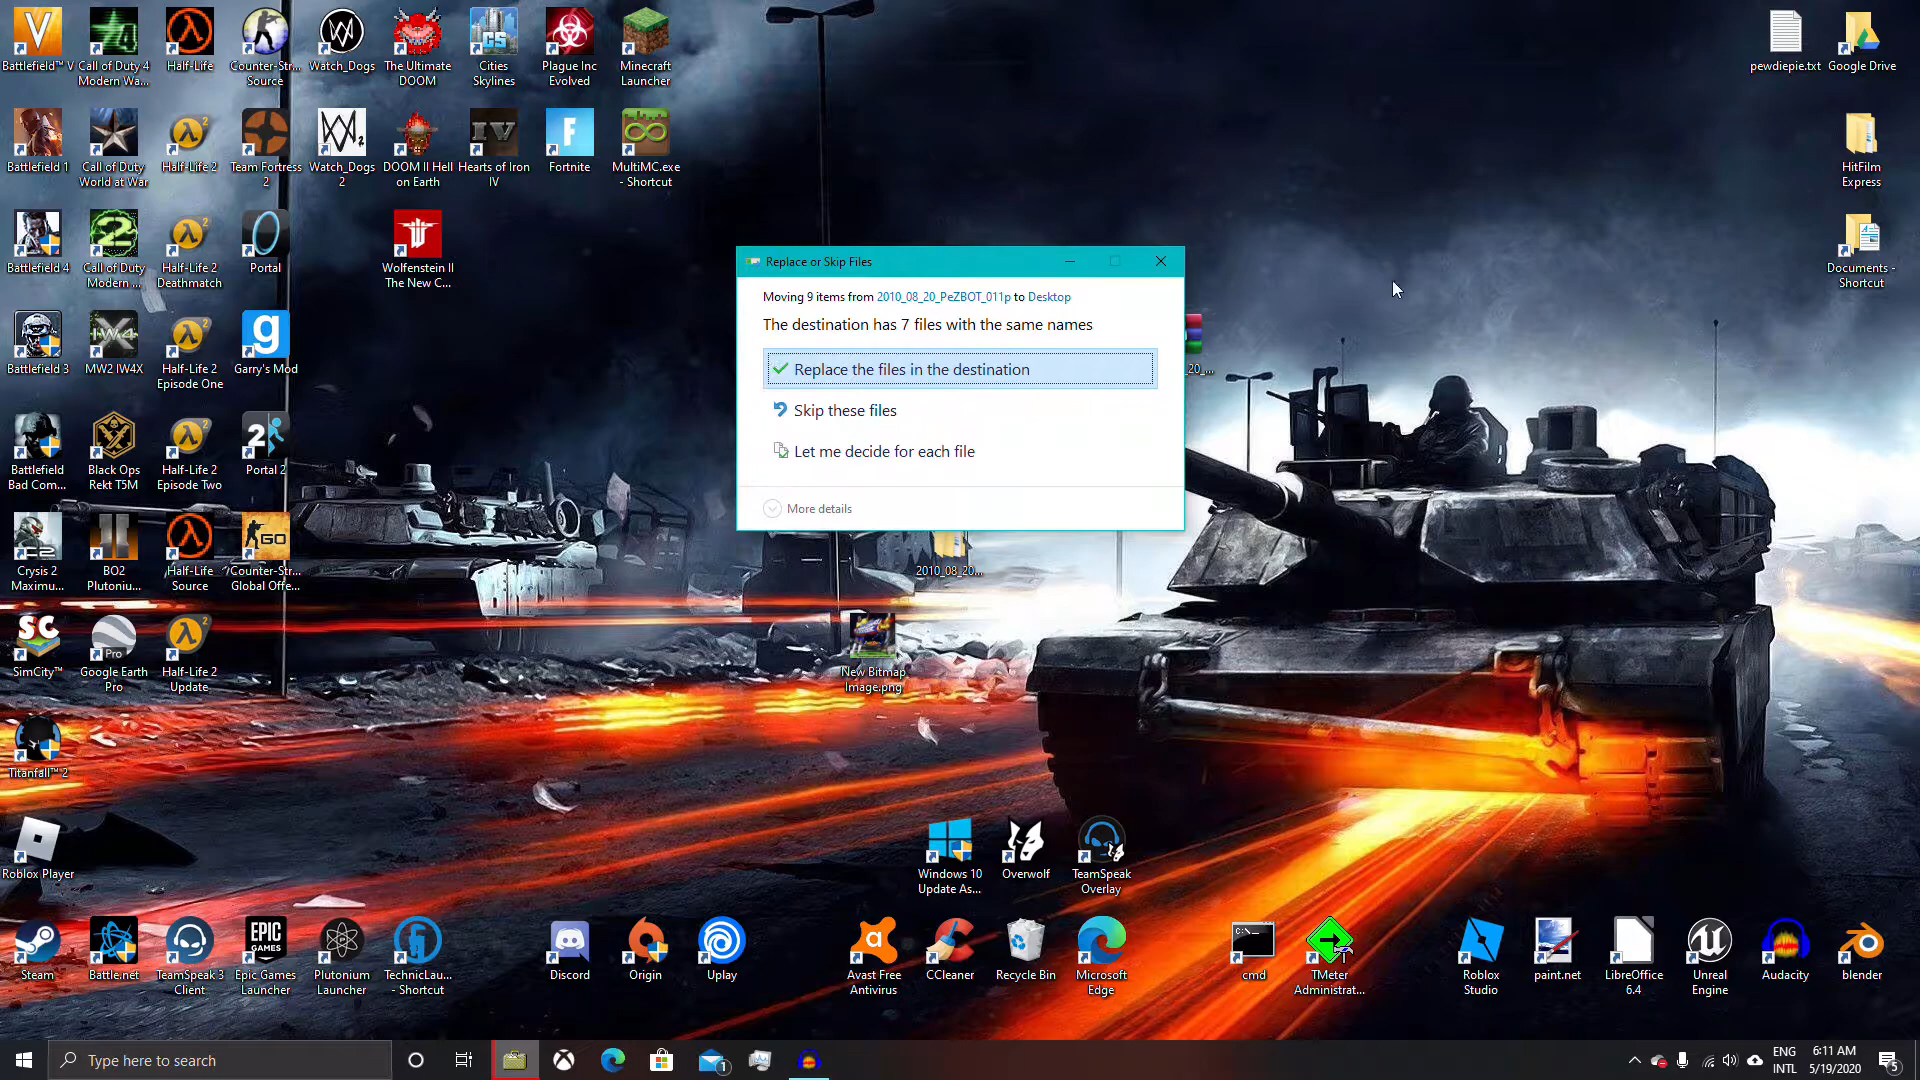 Battlefield™ V
Call of Duty 4
Modern Wa...
Half-Life
Counter-Str...
Source
Watch_Dogs
The Ultimate
DOOM
Cities
Skylines
Plague Inc
Evolved
Minecraft
Launcher
pewdiepie.txt
Google Drive
Battlefield 1
Call of Duty
World at War
Half-Life 2
Team Fortress
2
Watch_Dogs
2
DOOM II Hell
on Earth
Hearts of Iron
IV
Fortnite
MultiMC.exe
- Shortcut
HitFilm
Express
Battlefield 4
Call of Duty
Modern ...
Half-Life 2
Deathmatch
Portal
Wolfenstein II
The New C...
Documents -
Shortcut
Replace or Skip Files
Moving 9 items from 2010_08_20_PeZBOT_011p to Desktop
The destination has 7 files with the same names
Replace the files in the destination
Skip these files
Let me decide for each file
More details
_20_...
Battlefield 3
MW2 IW4X
Half-Life 2
Episode One
Garry's Mod
Battlefield
Bad Com...
Black Ops
Rekt T5M
Half-Life 2
Episode Two
Portal 2
Crysis 2
Maximu...
BO2
Plutoniu...
Half-Life
Source
Counter-Str...
Global Offe...
2010_08_20...
SimCity™
Google Earth
Pro
Half-Life 2
Update
New Bitmap
Image.png
Titanfall™ 2
Roblox Player
Windows 10
Update As...
Overwolf
TeamSpeak
Overlay
Steam
Battle.net
TeamSpeak 3
Client
Epic Games
Launcher
Plutonium
Launcher
TechnicLau...
- Shortcut
Discord
Origin
Uplay
Avast Free
Antivirus
CCleaner
Recycle Bin
Microsoft
Edge
cmd
TMeter
Administrat...
Roblox
Studio
paint.net
LibreOffice
6.4
Unreal
Engine
Audacity
blender
Type here to search
1
ENG
INTL
6:11 AM
5/19/2020
5